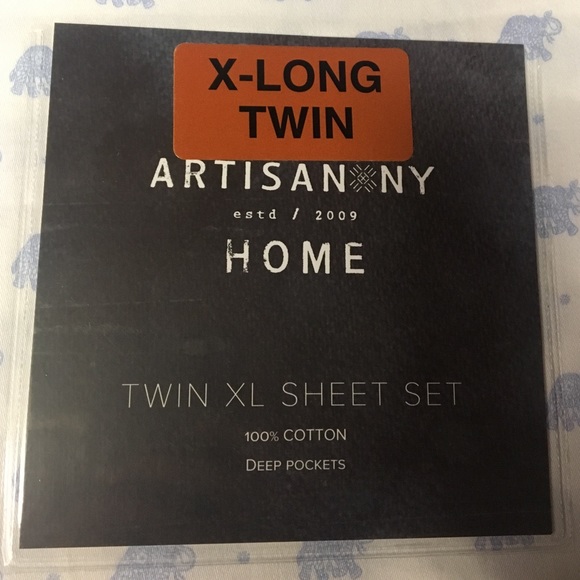 X-LONG
TWIN
ARTISAN NY
estd / 2009
HOME
TWIN XL SHEET SET
100% COTTON
DEEP POCKETS